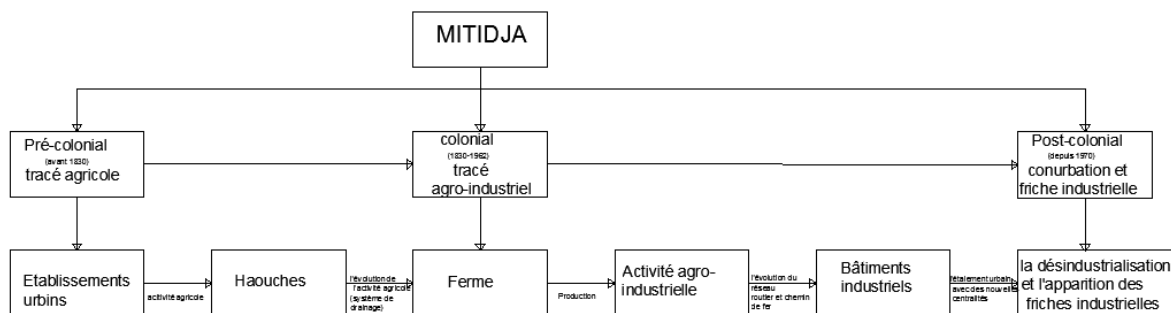 MITIDJA
Pré-colonial
(avant 1830)
tracé agricole
colonial
(1830-1962)
tracé
agro-industriel
Post-colonial
(depuis 1970)
conurbation et
friche industrielle
Etablissements
urbins
acitivité agricole
Haouches
l'évolution de
l'activité agricole
(système de
drainage)
Ferme
Production
Activité agro-
industrielle
l'évolution du
réseau
routier et chemin
de fer
Bâtiments
industriels
l'étalement urbain
avec des nouvelles
centralités
la désindustrialisation
et l'apparition des
friches industrielles